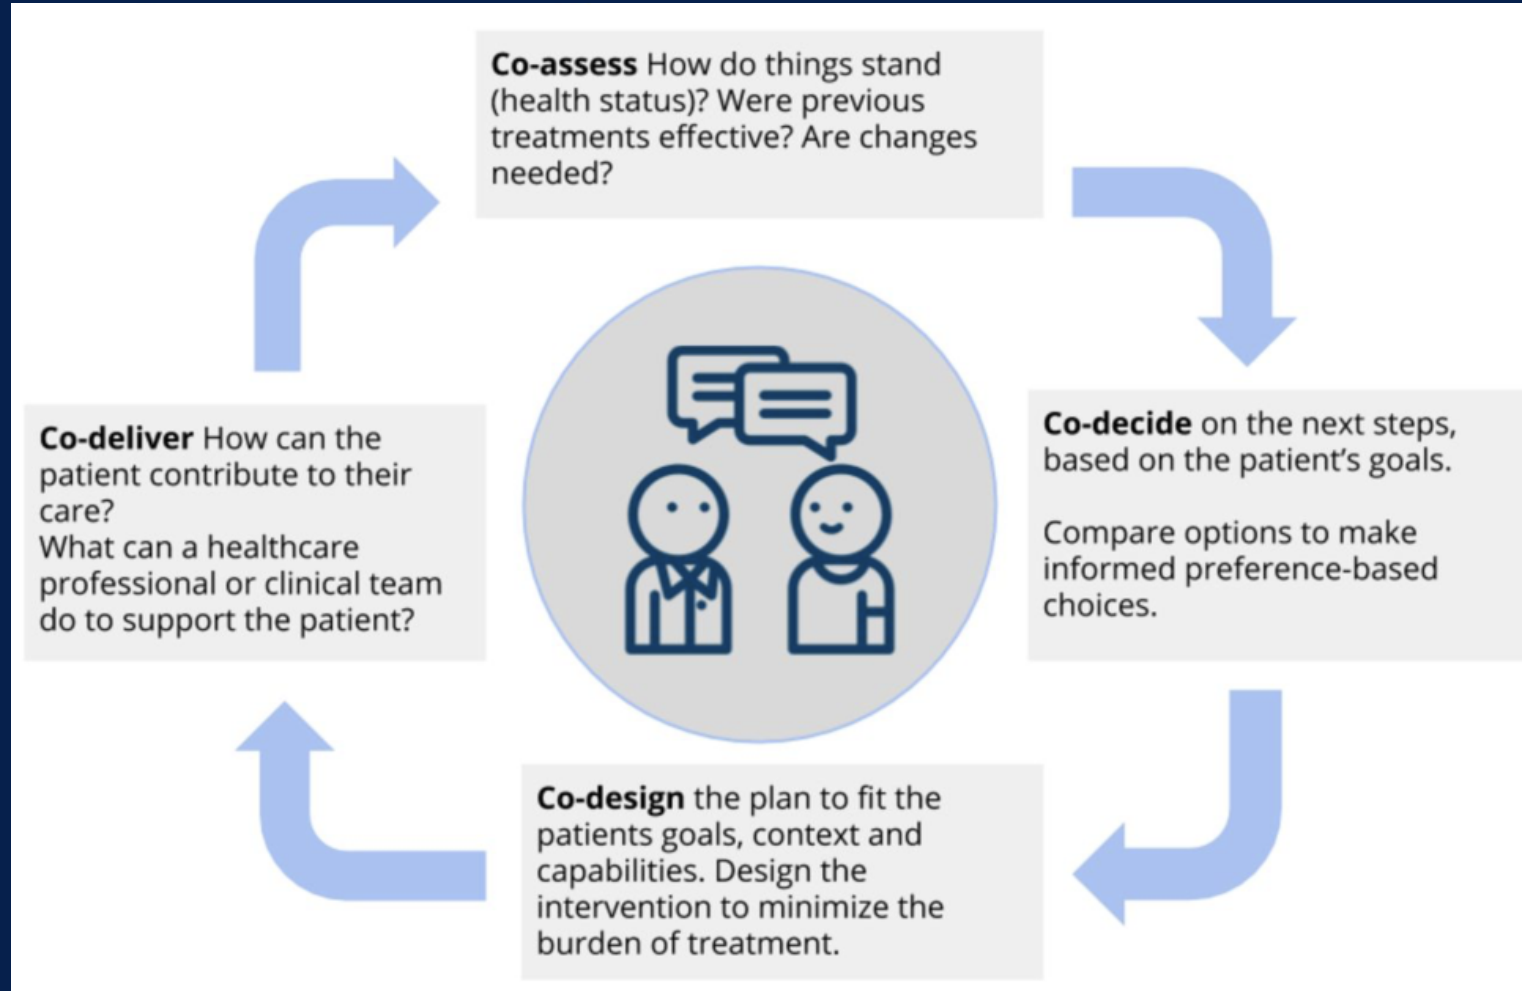 Co-assess How do things stand
(health status)? Were previous
treatments effective? Are changes
needed?
Co-decide on the next steps,
based on the patient’s goals.
Compare options to make
informed preference-based
choices.
Co-design the plan to fit the
patients goals, context and
capabilities. Design the
intervention to minimize the
burden of treatment.
Co-deliver How can the
patient contribute to their
care?
What can a healthcare
professional or clinical team
do to support the patient?